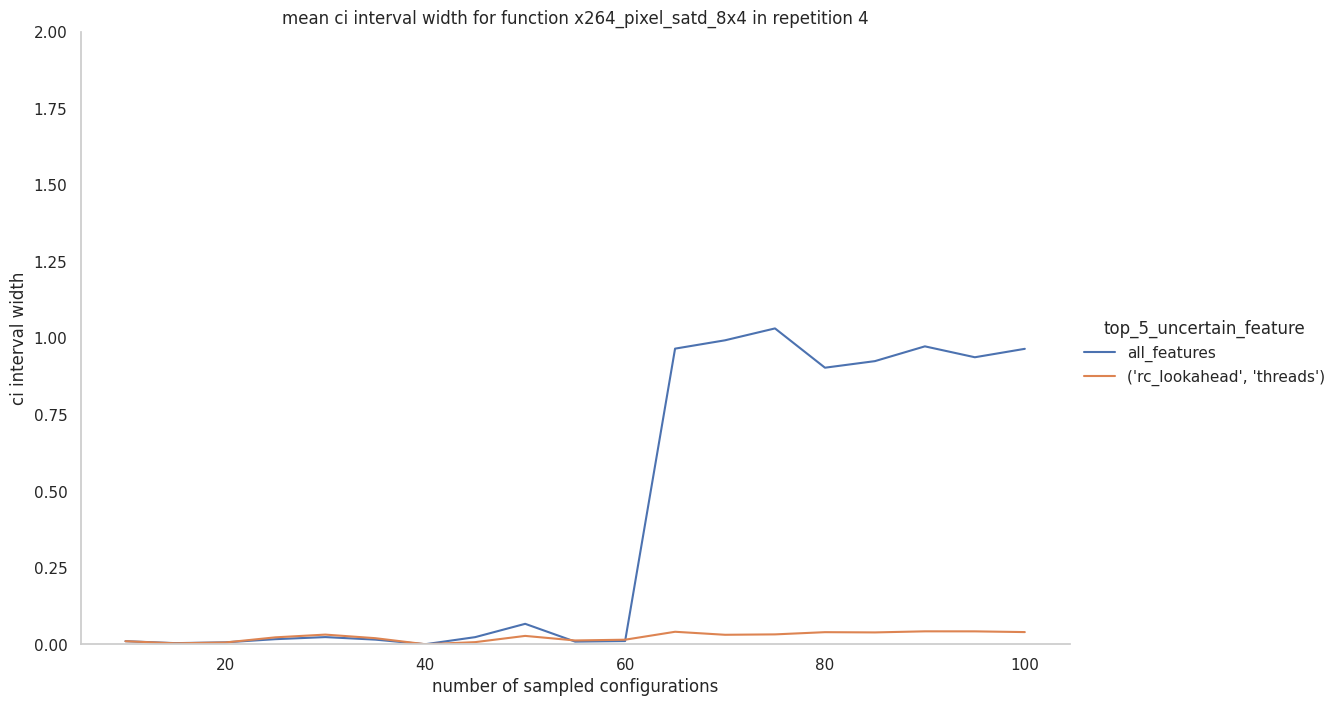 mean ci interval width for function x264_pixel_satd_8x4 in repetition 4
2.00
1.75
1.50
1.25
1.00
0.75
0.50
0.25
0.00
ci interval width
20
40
60
80
100
number of sampled configurations
top_5_uncertain_feature
all_features
('rc_lookahead', 'threads')